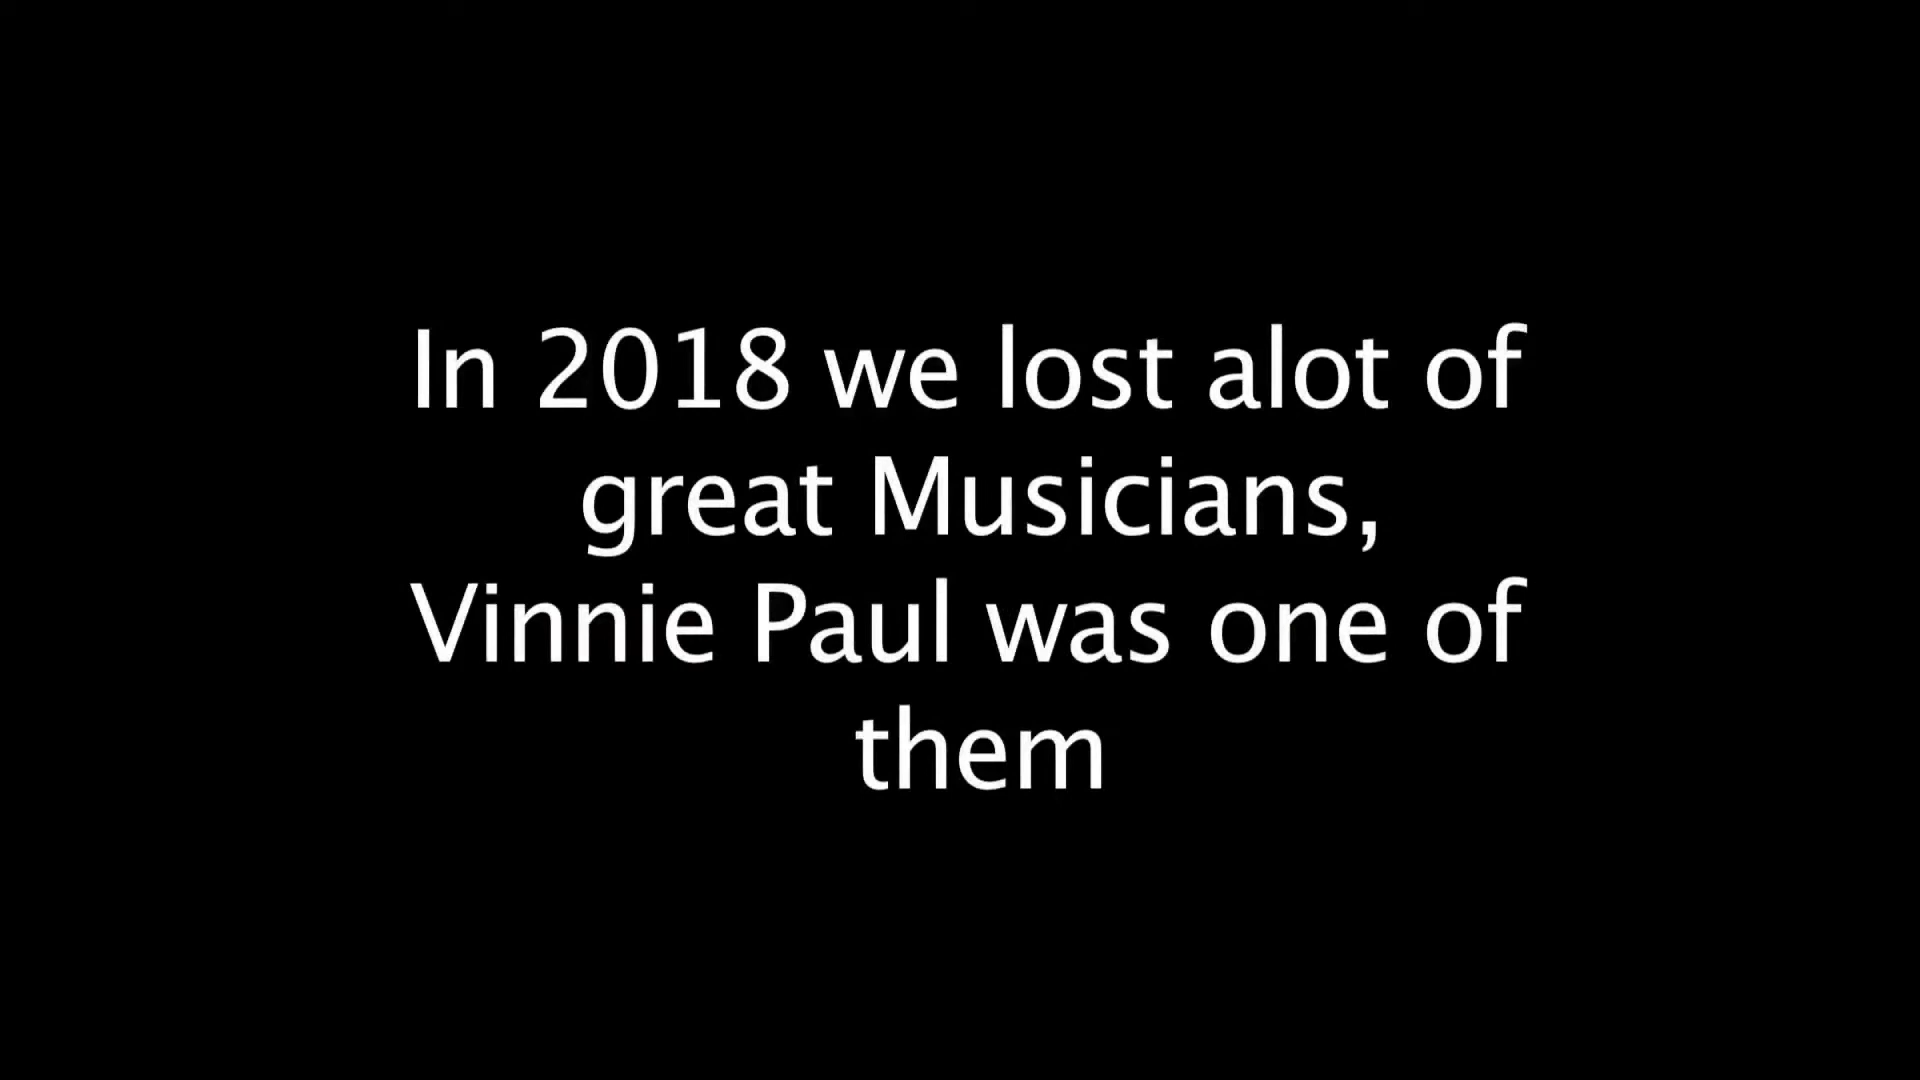 In 2018 we lost alot of
great Musicians,
Vinnie Paul was one of
them